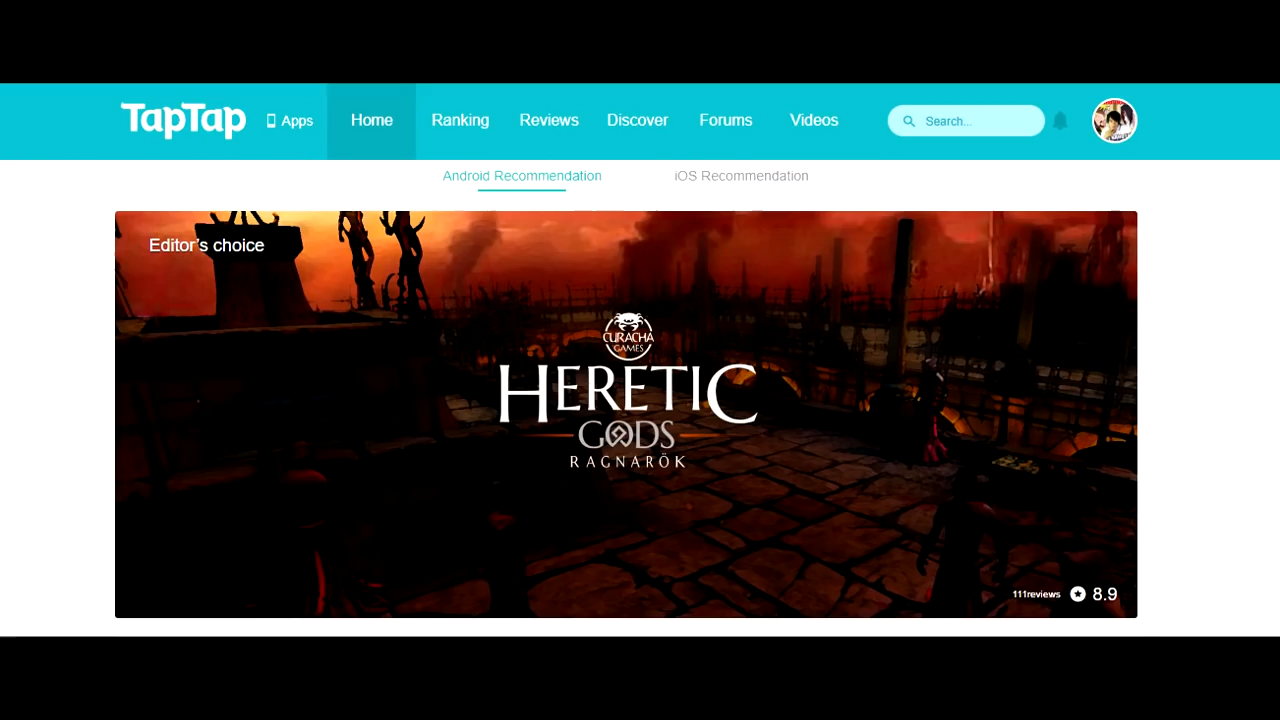 TapTap Apps Home Ranking Reviews Discover Forums Videos Search...
Android Recommendation iOS Recommendation
Editor's choice
CURACHA
GAMES
HERETIC
GODS
RAGNARÖK
111reviews 8.9